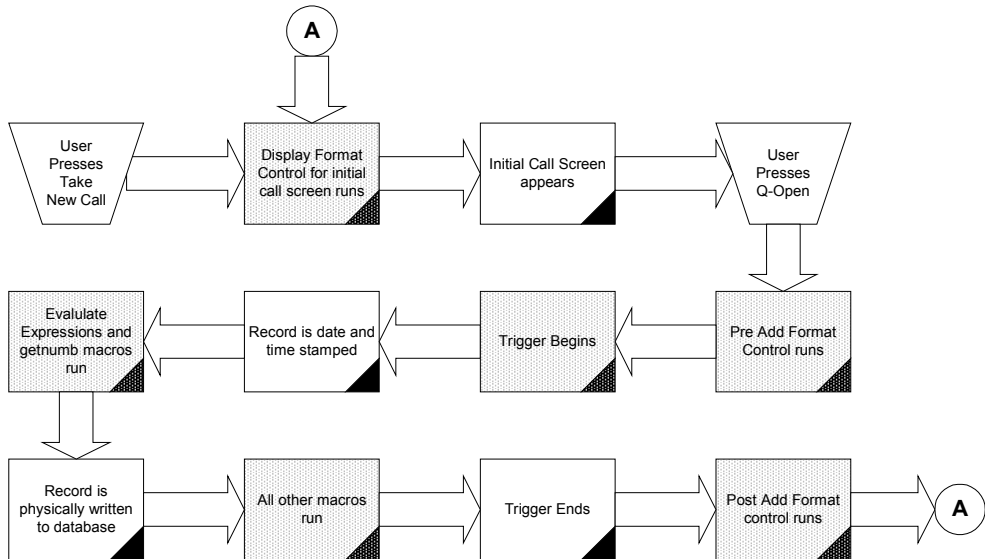 A
User
Presses
Take
New Call
Display Format
Control for initial
call screen runs
Initial Call Screen
appears
User
Presses
Q-Open
Pre Add Format
Control runs
Trigger Begins
Record is date and
time stamped
Evalulate
Expressions and
getnumb macros
run
Record is
physically written
to database
All other macros
run
Trigger Ends
Post Add Format
control runs
A